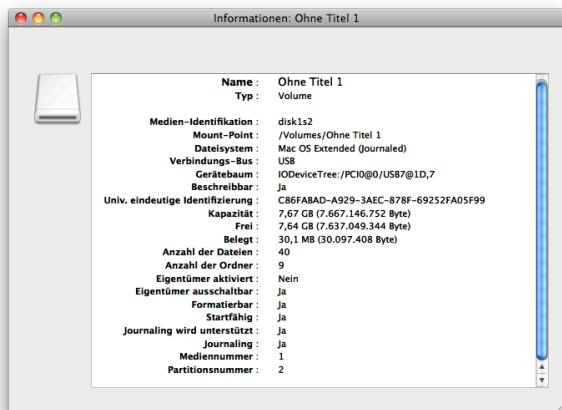 Informationen: Ohne Titel 1
Name : Ohne Titel 1
Typ : Volume
Medien-Identifikation : disk1s2
Mount-Point : /Volumes/Ohne Titel 1
Dateisystem : Mac OS Extended (Journaled)
Verbindungs-Bus : USB
Gerätebaum : IODeviceTree:/PCI0@0/USB7@1D,7
Beschreibbar : Ja
Univ. eindeutige Identifizierung : C86FABAD-A929-3AEC-878F-69252FA05F99
Kapazität : 7,67 GB (7.667.146.752 Byte)
Frei : 7,64 GB (7.637.049.344 Byte)
Belegt : 30,1 MB (30.097.408 Byte)
Anzahl der Dateien : 40
Anzahl der Ordner : 9
Eigentümer aktiviert : Nein
Eigentümer ausschaltbar : Ja
Formatierbar : Ja
Startfähig : Ja
Journaling wird unterstützt : Ja
Journaling : Ja
Mediennummer : 1
Partitionsnummer : 2